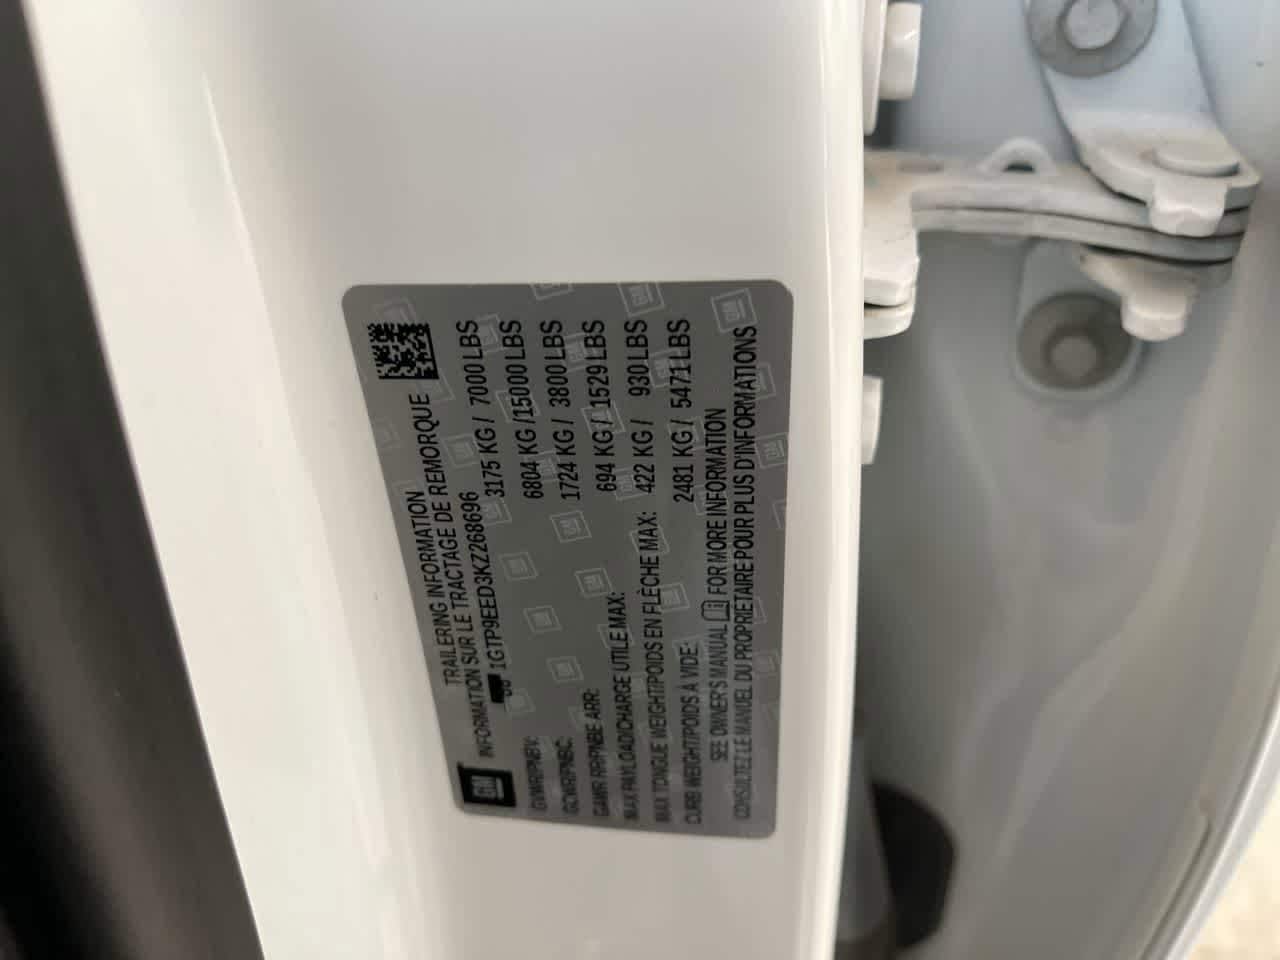 TRAILERING INFORMATION
INFORMATION SUR LE TRACTAGE DE REMORQUE
GM
1GTP9EED3KZ268696
GVWR/PNBV: 3175 KG / 7000 LBS
GCWR/PNBC: 6804 KG / 15000 LBS
GAWR RR/PNBE ARR: 1724 KG / 3800 LBS
MAX PAYLOAD/CHARGE UTILE MAX: 694 KG / 1529 LBS
MAX TONGUE WEIGHT/POIDS EN FLÈCHE MAX: 422 KG / 930 LBS
CURB WEIGHT/POIDS À VIDE: 2481 KG / 5471 LBS
SEE OWNER'S MANUAL FOR MORE INFORMATION
CONSULTEZ LE MANUEL DU PROPRIETAIRE POUR PLUS D'INFORMATIONS